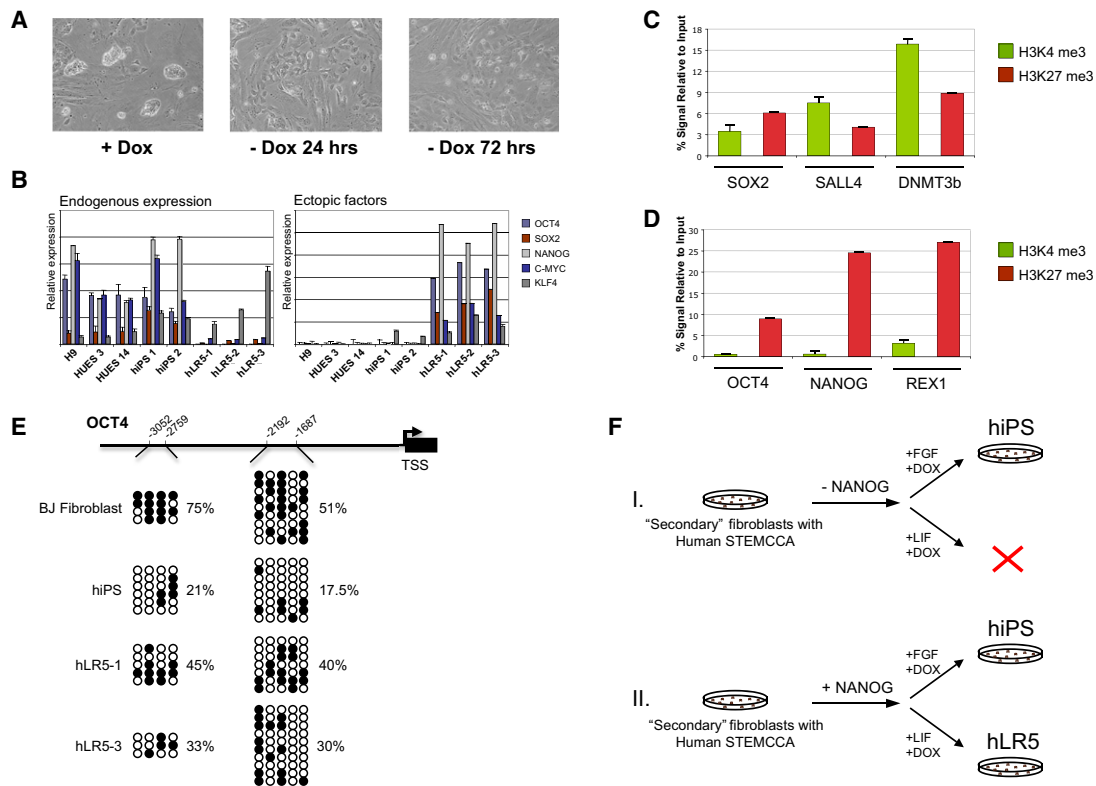 A
+ Dox
- Dox 24 hrs
- Dox 72 hrs
B
Endogenous expression
Relative expression
H9
HUES 3
HUES 14
hiPS 1
hiPS 2
hLR5-1
hLR5-2
hLR5-3
Ectopic factors
Relative expression
H9
HUES 3
HUES 14
hiPS 1
hiPS 2
hLR5-1
hLR5-2
hLR5-3
OCT4
SOX2
NANOG
C-MYC
KLF4
C
% Signal Relative to Input
18
15
12
9
6
3
0
SOX2
SALL4
DNMT3b
H3K4 me3
H3K27 me3
D
% Signal Relative to Input
30
25
20
15
10
5
0
OCT4
NANOG
REX1
H3K4 me3
H3K27 me3
E
OCT4
-3052
-2759
-2192
-1687
TSS
BJ Fibroblast
75%
51%
hiPS
21%
17.5%
hLR5-1
45%
40%
hLR5-3
33%
30%
F
I.
"Secondary" fibroblasts with
Human STEMCCA
- NANOG
+FGF
+DOX
hiPS
+LIF
+DOX
II.
"Secondary" fibroblasts with
Human STEMCCA
+ NANOG
+FGF
+DOX
hiPS
+LIF
+DOX
hLR5